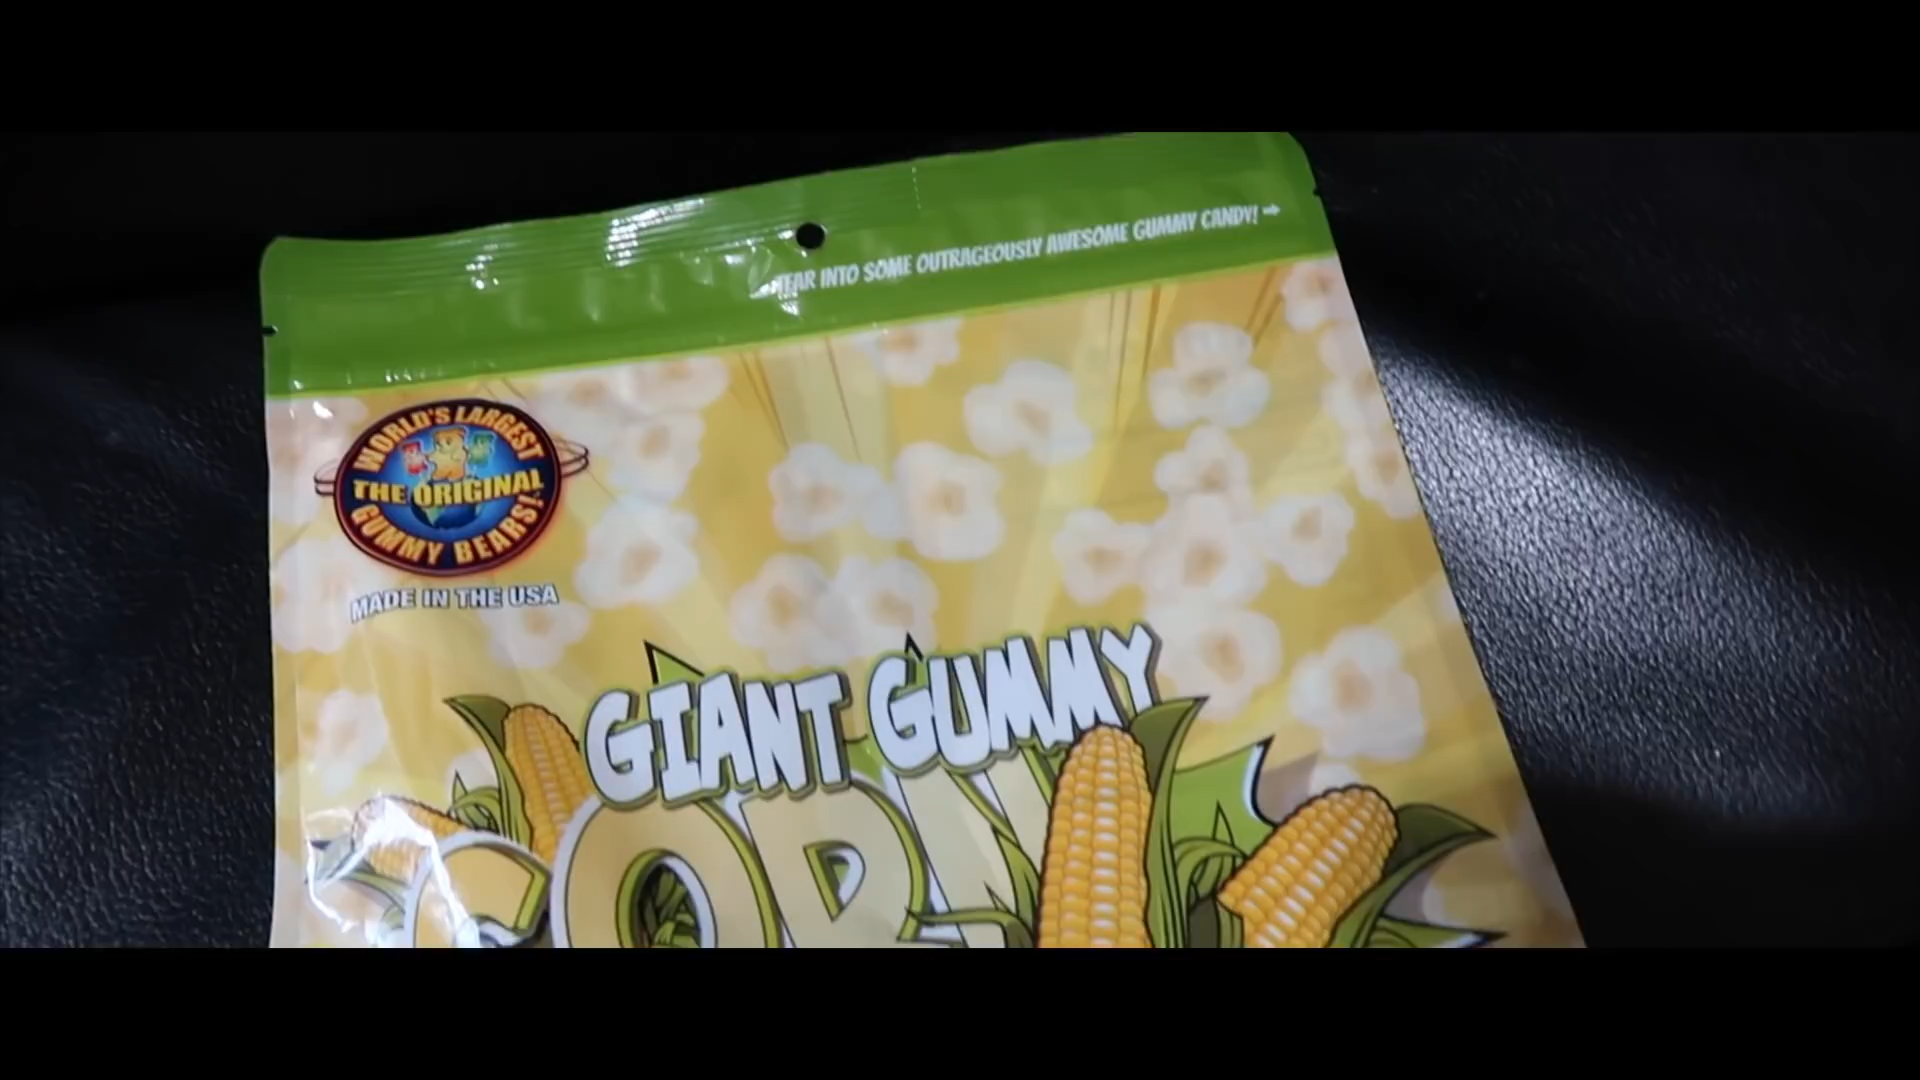 TEAR INTO SOME OUTRAGEOUSLY AWESOME GUMMY CANDY! →
WORLD'S LARGEST
THE ORIGINAL
GUMMY BEARS!
MADE IN THE USA
GIANT GUMMY
CORN